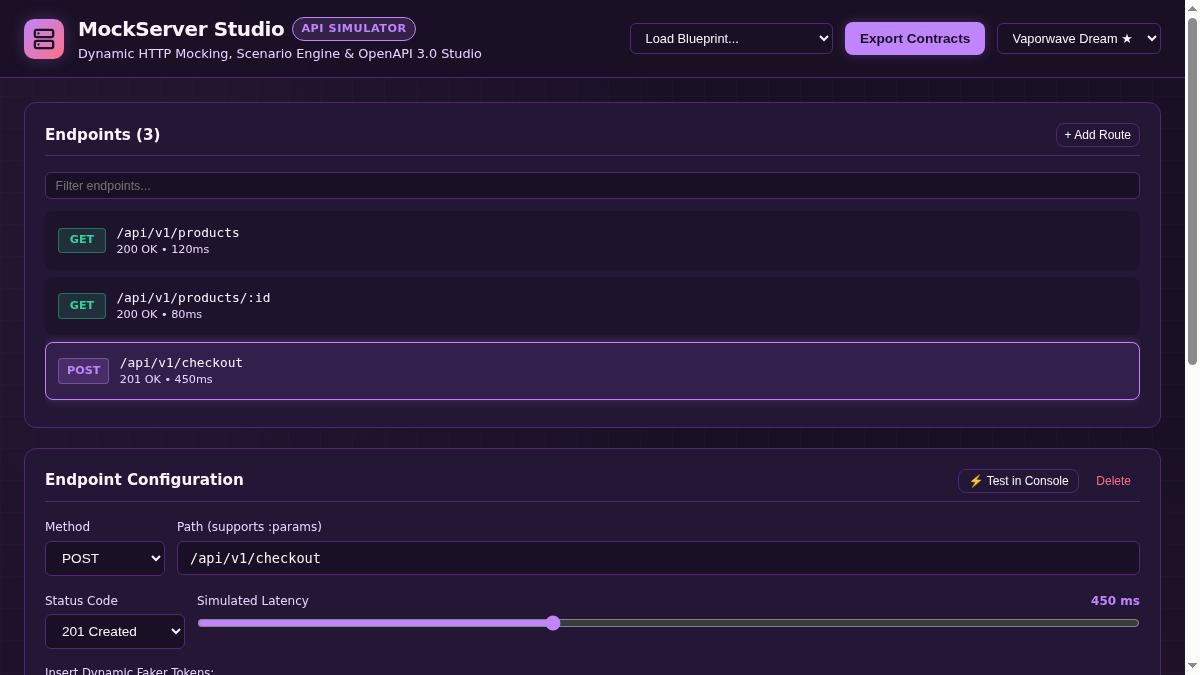 MockServer Studio
API SIMULATOR
Dynamic HTTP Mocking, Scenario Engine & OpenAPI 3.0 Studio
Load Blueprint...
Export Contracts
Vaporwave Dream ★
Endpoints (3)
+ Add Route
Filter endpoints...
GET
/api/v1/products
200 OK • 120ms
GET
/api/v1/products/:id
200 OK • 80ms
POST
/api/v1/checkout
201 OK • 450ms
Endpoint Configuration
⚡ Test in Console
Delete
Method
Path (supports :params)
POST
/api/v1/checkout
Status Code
Simulated Latency
450 ms
201 Created
Insert Dynamic Faker Tokens: